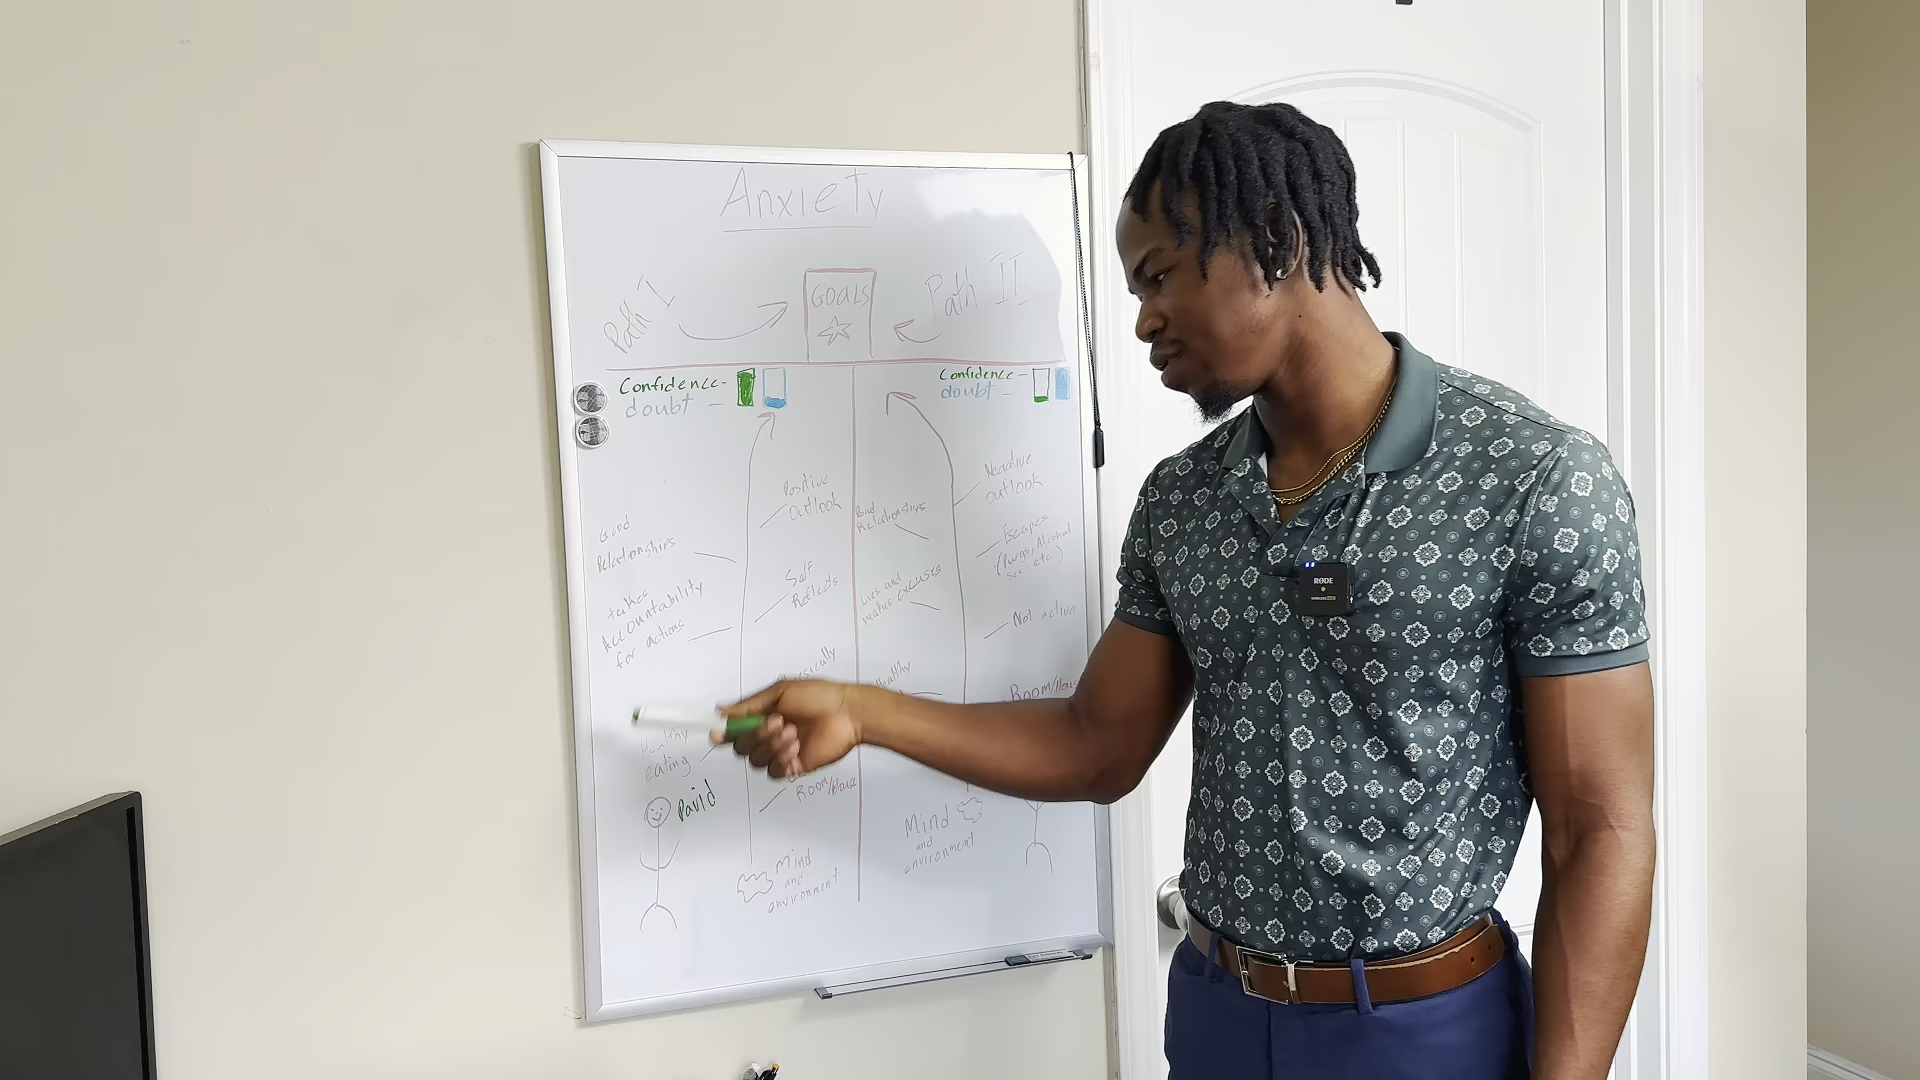 Anxiety
Path I
GOALS
Path II
Confidence-
doubt -
Confidence -
doubt -
Positive
Outlook
Good
Relationships
Self
Reflects
takes
Accountability
for actions
Healthy
eating
Room/House
David
Mind
and
environment
Negative
outlook
Bad
Relationships
Escapes
Lies and
makes excuses
Not active
Mind
and
environment
RØDE